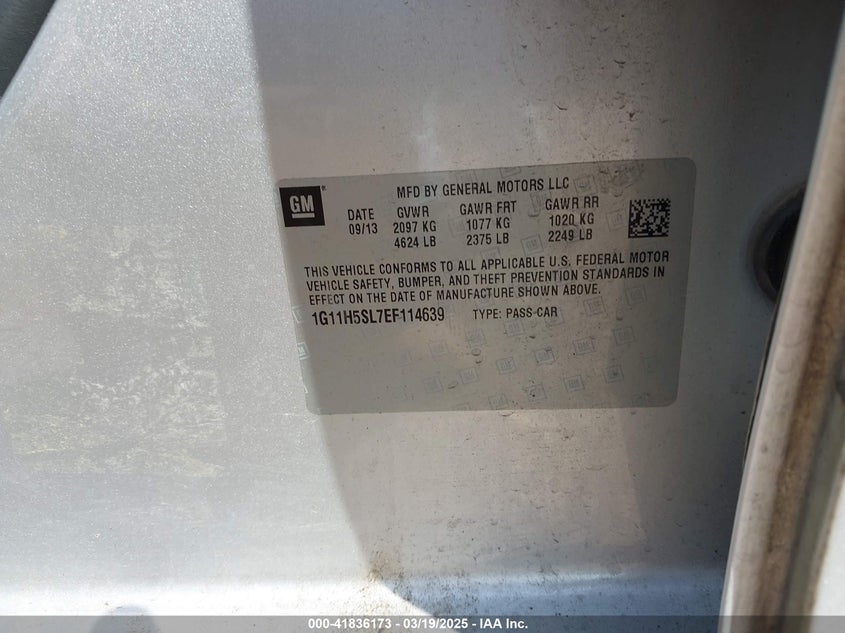 GM
MFD BY GENERAL MOTORS LLC
DATE GVWR GAWR FRT GAWR RR
09/13 2097 KG 1077 KG 1020 KG
4624 LB 2375 LB 2249 LB
THIS VEHICLE CONFORMS TO ALL APPLICABLE U.S. FEDERAL MOTOR
VEHICLE SAFETY, BUMPER, AND THEFT PREVENTION STANDARDS IN
EFFECT ON THE DATE OF MANUFACTURE SHOWN ABOVE.
1G11H5SL7EF114639 TYPE: PASS-CAR
000-41836173 - 03/19/2025 - IAA Inc.